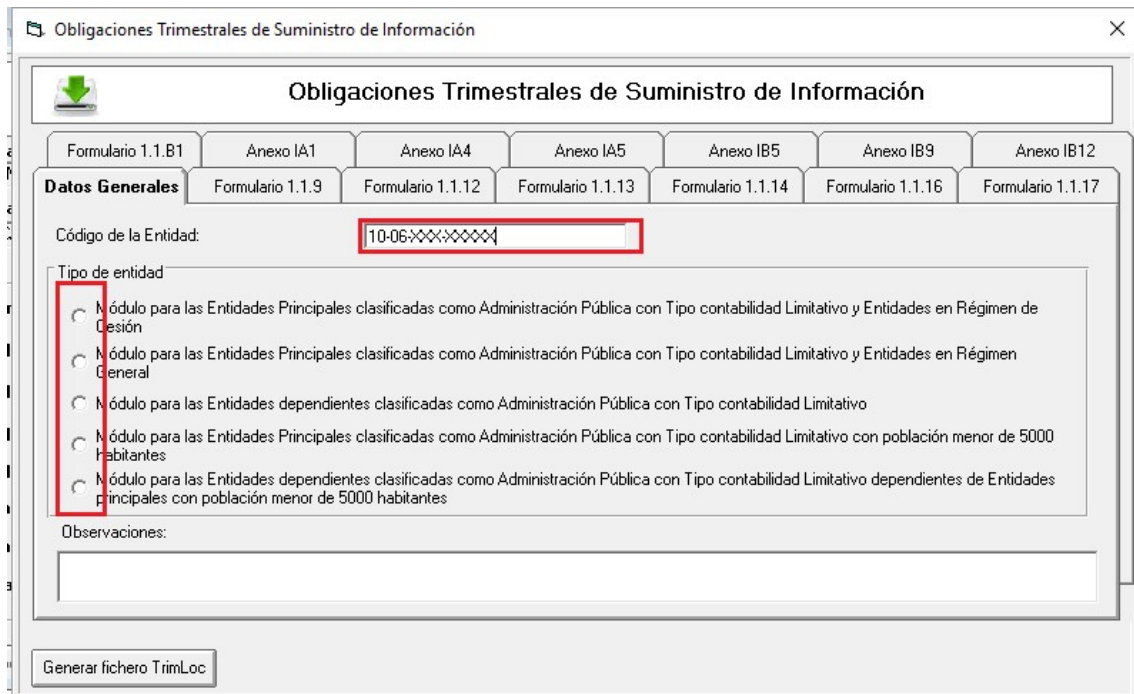 Obligaciones Trimestrales de Suministro de Información
Obligaciones Trimestrales de Suministro de Información
Formulario 1.1.B1 Anexo IA1 Anexo IA4 Anexo IA5 Anexo IB5 Anexo IB9 Anexo IB12
Datos Generales Formulario 1.1.9 Formulario 1.1.12 Formulario 1.1.13 Formulario 1.1.14 Formulario 1.1.16 Formulario 1.1.17
Código de la Entidad: 10-06-XXX-XXXXX
Tipo de entidad
Módulo para las Entidades Principales clasificadas como Administración Pública con Tipo contabilidad Limitativo y Entidades en Régimen de
Cesión
Módulo para las Entidades Principales clasificadas como Administración Pública con Tipo contabilidad Limitativo y Entidades en Régimen
General
Módulo para las Entidades dependientes clasificadas como Administración Pública con Tipo contabilidad Limitativo
Módulo para las Entidades Principales clasificadas como Administración Pública con Tipo contabilidad Limitativo con población menor de 5000
habitantes
Módulo para las Entidades dependientes clasificadas como Administración Pública con Tipo contabilidad Limitativo dependientes de Entidades
principales con población menor de 5000 habitantes
Observaciones:
Generar fichero TrimLoc